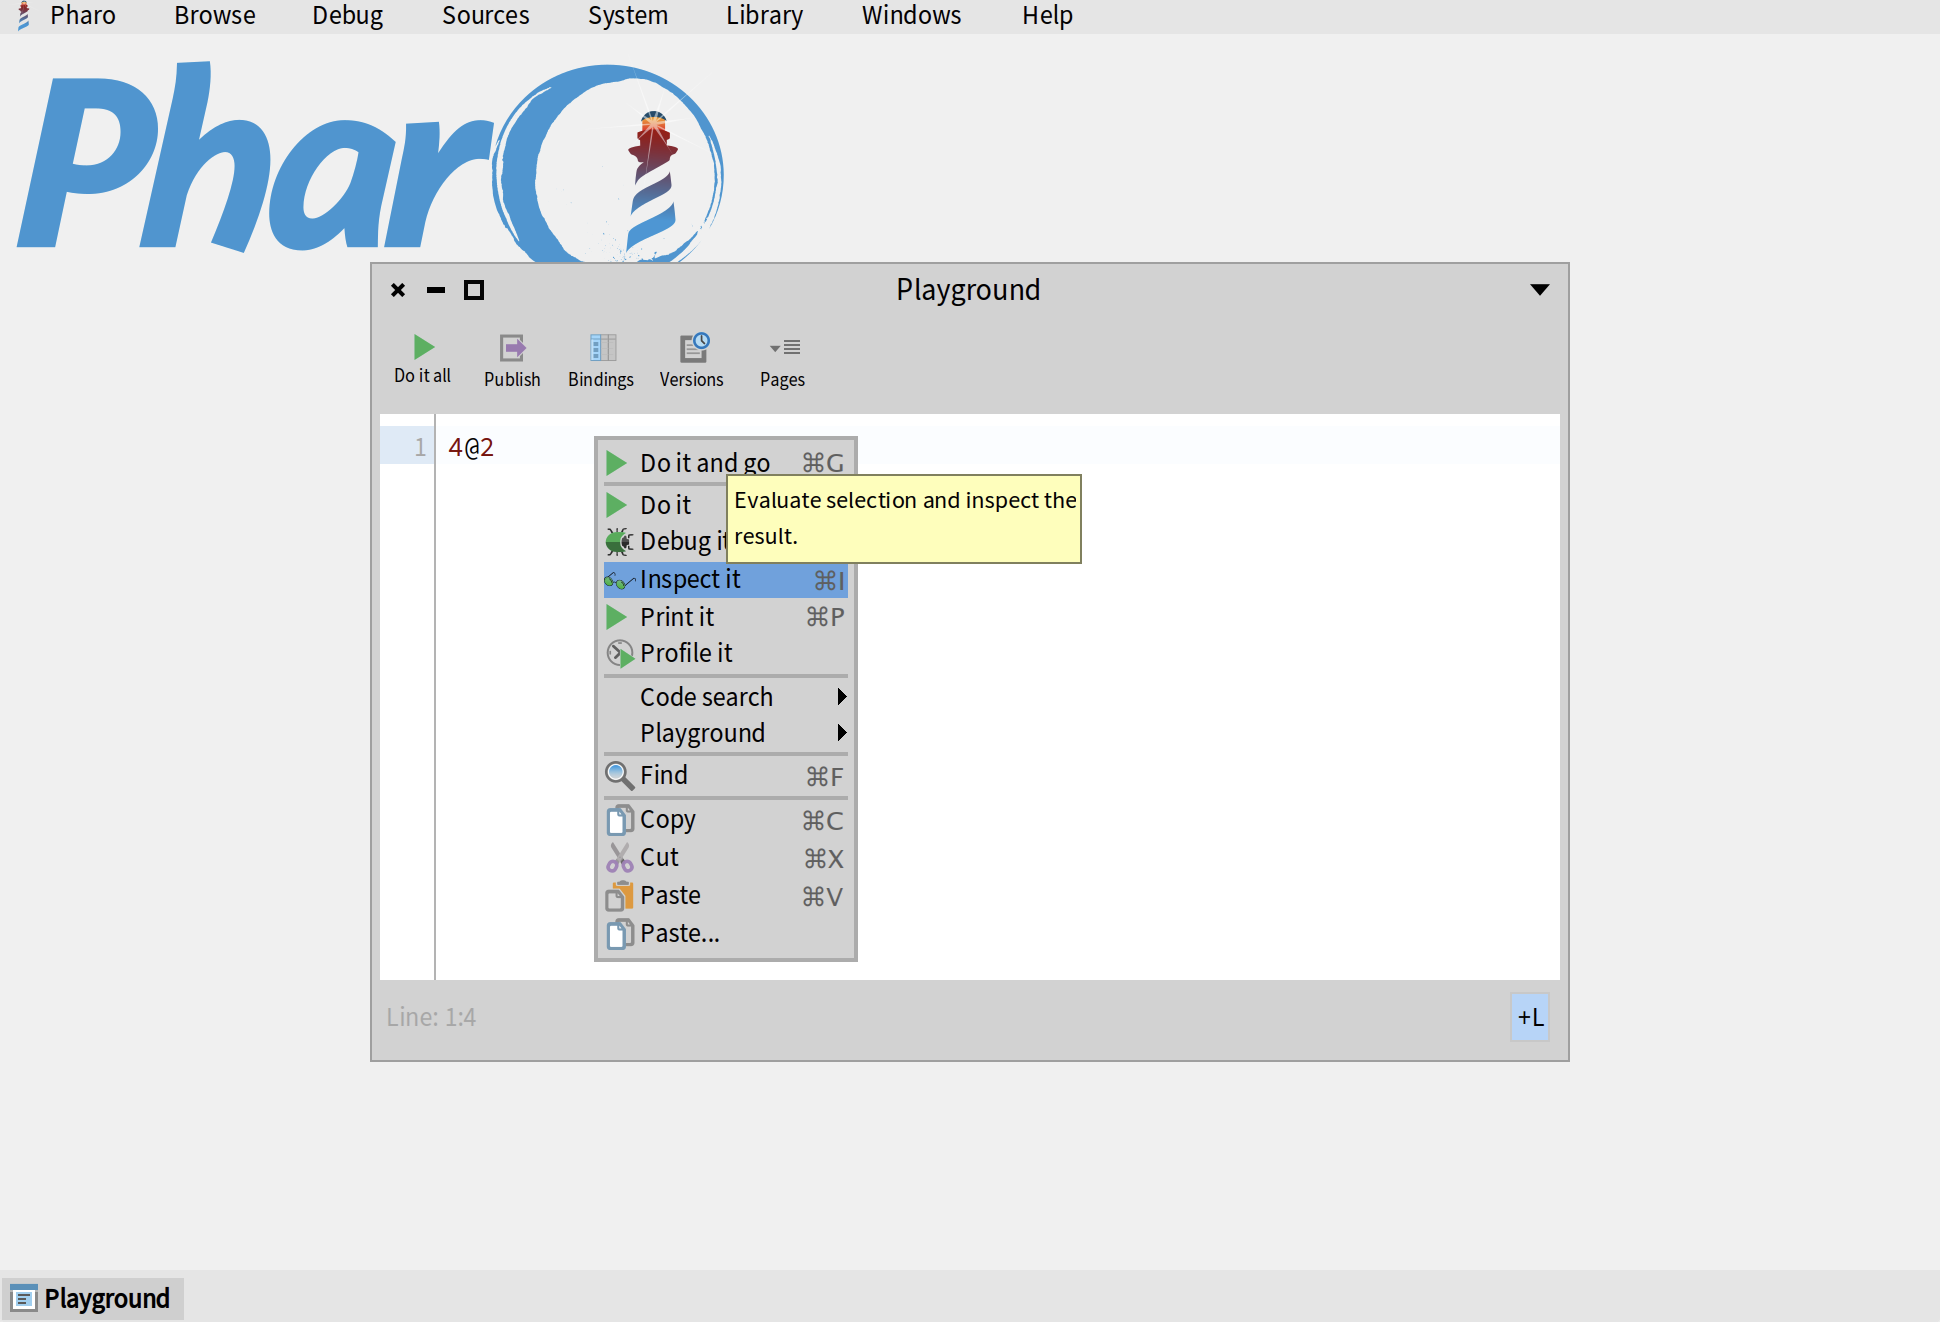 Pharo Browse Debug Sources System Library Windows Help
Pharo
Playground
Do it all Publish Bindings Versions Pages
1 4@2
Do it and go ⌘G
Evaluate selection and inspect the
result.
Do it
Debug it
Inspect it ⌘I
Print it ⌘P
Profile it
Code search
Playground
Find ⌘F
Copy ⌘C
Cut ⌘X
Paste ⌘V
Paste...
Line: 1:4 +L
Playground